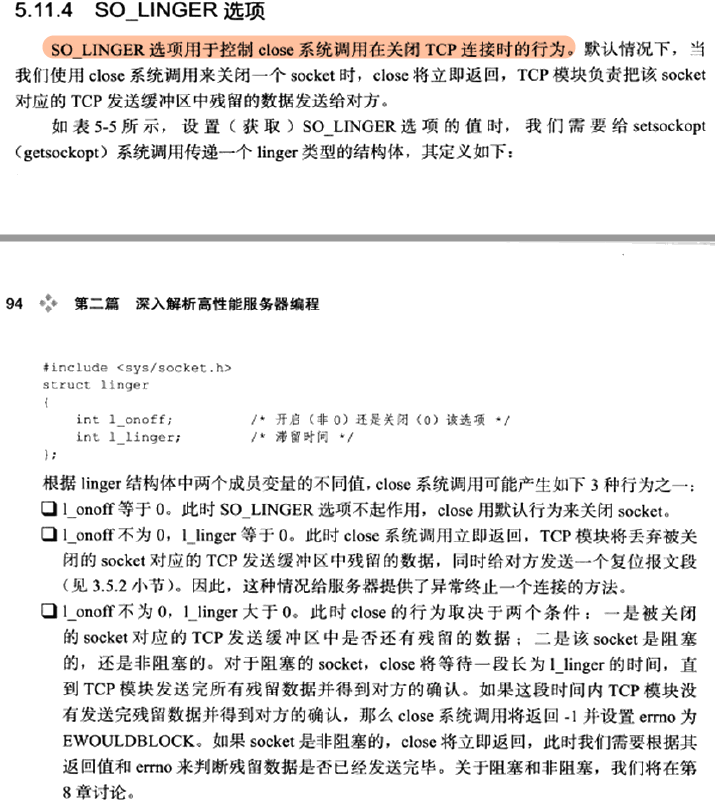 5.11.4 SO_LINGER 选项
SO_LINGER 选项用于控制 close 系统调用在关闭 TCP 连接时的行为。默认情况下，当
我们使用 close 系统调用来关闭一个 socket 时，close 将立即返回，TCP 模块负责把该 socket
对应的 TCP 发送缓冲区中残留的数据发送给对方。
如表 5-5 所示，设置（获取）SO_LINGER 选项的值时，我们需要给 setsockopt
（getsockopt）系统调用传递一个 linger 类型的结构体，其定义如下：
94 第二篇 深入解析高性能服务器编程
#include <sys/socket.h>
struct linger
{
int l_onoff; /* 开启（非 0）还是关闭（0）该选项 */
int l_linger; /* 滞留时间 */
};
根据 linger 结构体中两个成员变量的不同值，close 系统调用可能产生如下 3 种行为之一：
❑ l_onoff 等于 0。此时 SO_LINGER 选项不起作用，close 用默认行为来关闭 socket。
❑ l_onoff 不为 0，l_linger 等于 0。此时 close 系统调用立即返回，TCP 模块将丢弃被关
闭的 socket 对应的 TCP 发送缓冲区中残留的数据，同时给对方发送一个复位报文段
（见 3.5.2 小节）。因此，这种情况给服务器提供了异常终止一个连接的方法。
❑ l_onoff 不为 0，l_linger 大于 0。此时 close 的行为取决于两个条件：一是被关闭
的 socket 对应的 TCP 发送缓冲区中是否还有残留的数据；二是该 socket 是阻塞
的，还是非阻塞的。对于阻塞的 socket，close 将等待一段长为 l_linger 的时间，直
到 TCP 模块发送完所有残留数据并得到对方的确认。如果这段时间内 TCP 模块没
有发送完残留数据并得到对方的确认，那么 close 系统调用将返回 -1 并设置 errno 为
EWOULDBLOCK。如果 socket 是非阻塞的，close 将立即返回，此时我们需要根据其
返回值和 errno 来判断残留数据是否已经发送完毕。关于阻塞和非阻塞，我们将在第
8 章讨论。